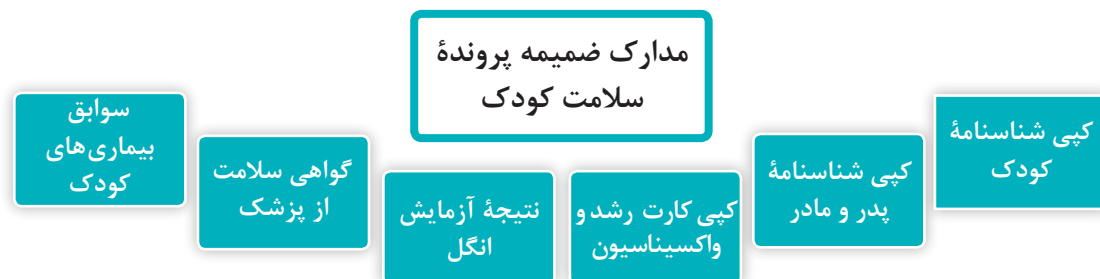 مدارک ضمیمه پروندهٔ
سلامت کودک
کپی شناسنامهٔ
کودک
کپی شناسنامهٔ
پدر و مادر
کپی کارت رشد و
واکسیناسیون
نتیجهٔ آزمایش
انگل
گواهی سلامت
از پزشک
سوابق
بیماری‌های
کودک